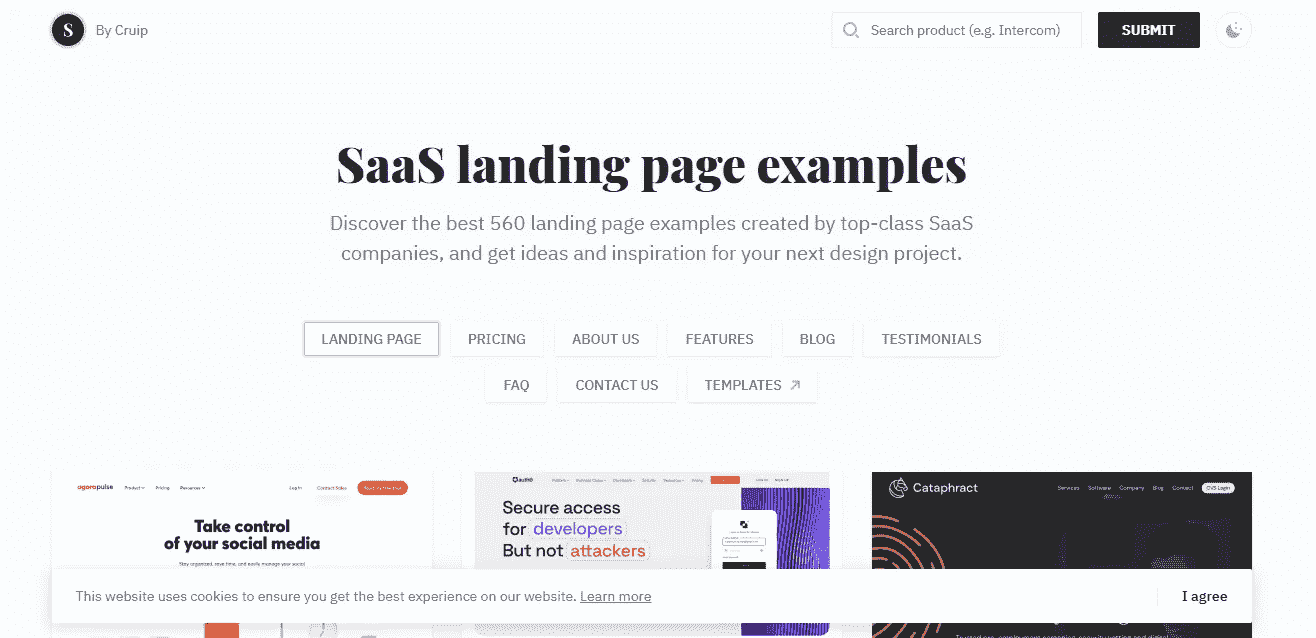 S By Cruip
Search product (e.g. Intercom)
SUBMIT
SaaS landing page examples
Discover the best 560 landing page examples created by top-class SaaS
companies, and get ideas and inspiration for your next design project.
LANDING PAGE PRICING ABOUT US FEATURES BLOG TESTIMONIALS
FAQ CONTACT US TEMPLATES
agorapulse Product Pricing Resources Log In Contact Sales
Take control
of your social media
Stay organized, save time, and easily manage your social
Secure access
for developers
But not attackers
Cataphract
Services Software Company Blog Contact
This website uses cookies to ensure you get the best experience on our website. Learn more
I agree